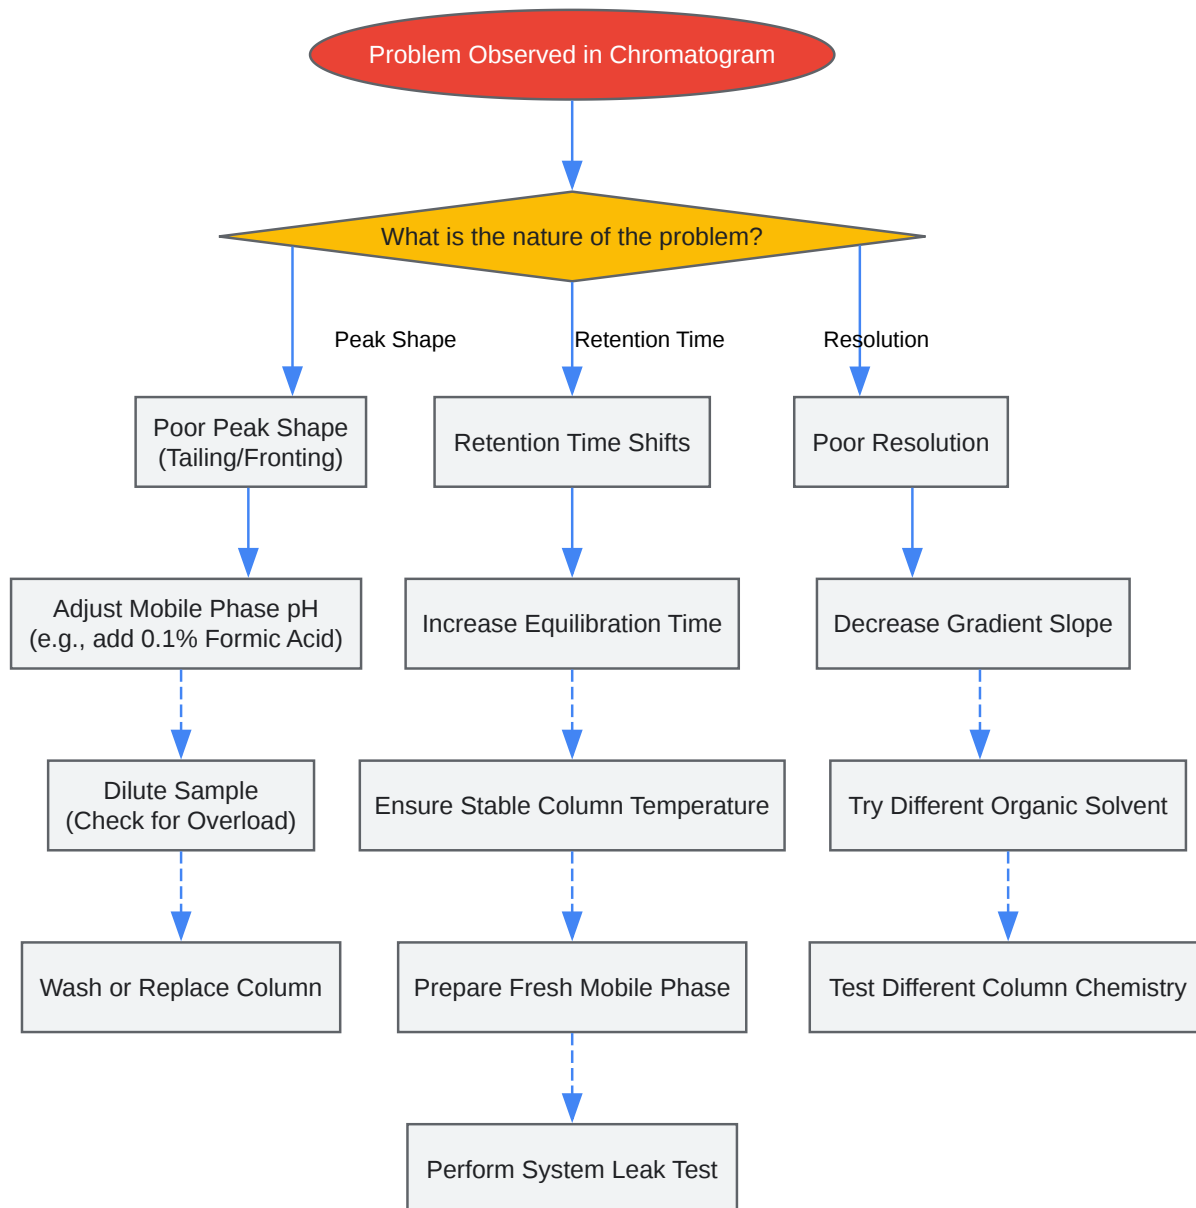 Problem Observed in Chromatogram
What is the nature of the problem?
Peak Shape
Retention Time
Resolution
Poor Peak Shape
(Tailing/Fronting)
Retention Time Shifts
Poor Resolution
Adjust Mobile Phase pH
(e.g., add 0.1% Formic Acid)
Increase Equilibration Time
Decrease Gradient Slope
Dilute Sample
(Check for Overload)
Ensure Stable Column Temperature
Try Different Organic Solvent
Wash or Replace Column
Prepare Fresh Mobile Phase
Test Different Column Chemistry
Perform System Leak Test